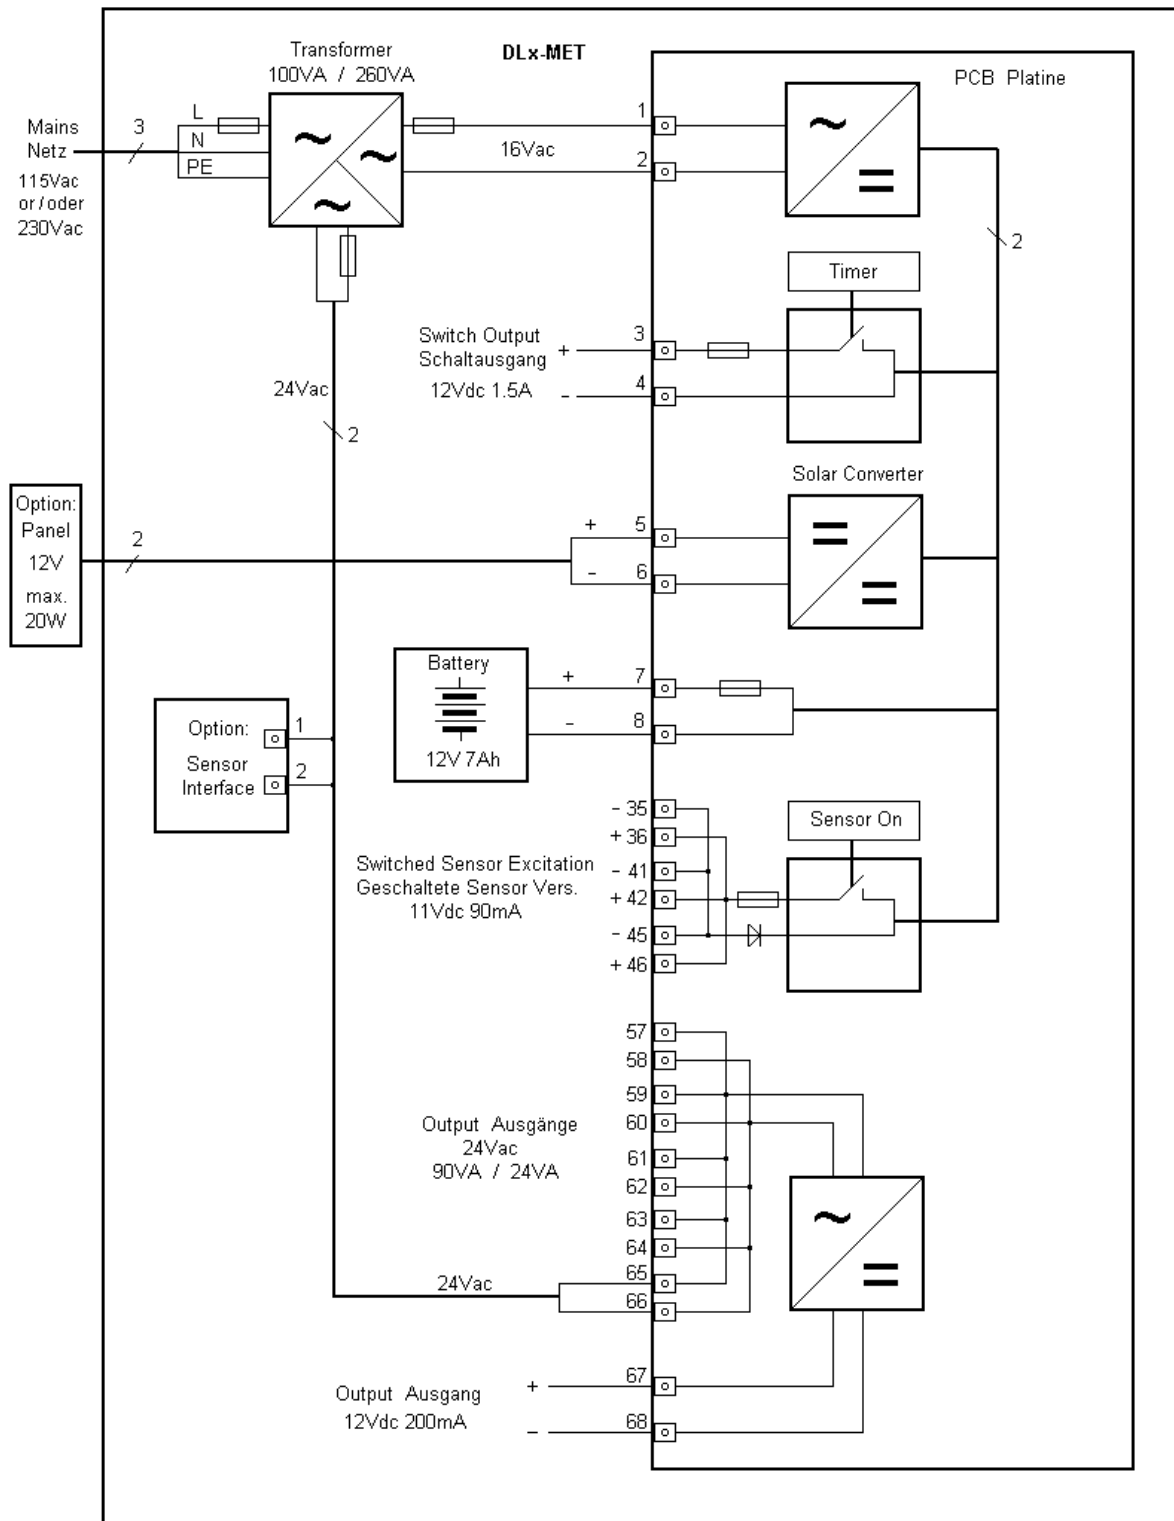 DLx-MET
Transformer
100VA / 260VA
PCB Platine
Mains
Netz
115Vac
or/oder
230Vac
3
L
N
PE
16Vac
1
2
2
Timer
Switch Output
Schaltausgang
12Vdc 1.5A
+
-
3
4
24Vac
2
Solar Converter
Option:
Panel
12V
max.
20W
2
+
-
5
6
Battery
12V 7Ah
+
-
7
8
Option:
Sensor
Interface
1
2
Sensor On
Switched Sensor Excitation
Geschaltete Sensor Vers.
11Vdc 90mA
- 35
+ 36
- 41
+ 42
- 45
+ 46
57
58
59
60
61
62
63
64
65
66
Output Ausgänge
24Vac
90VA / 24VA
24Vac
Output Ausgang
12Vdc 200mA
+
-
67
68